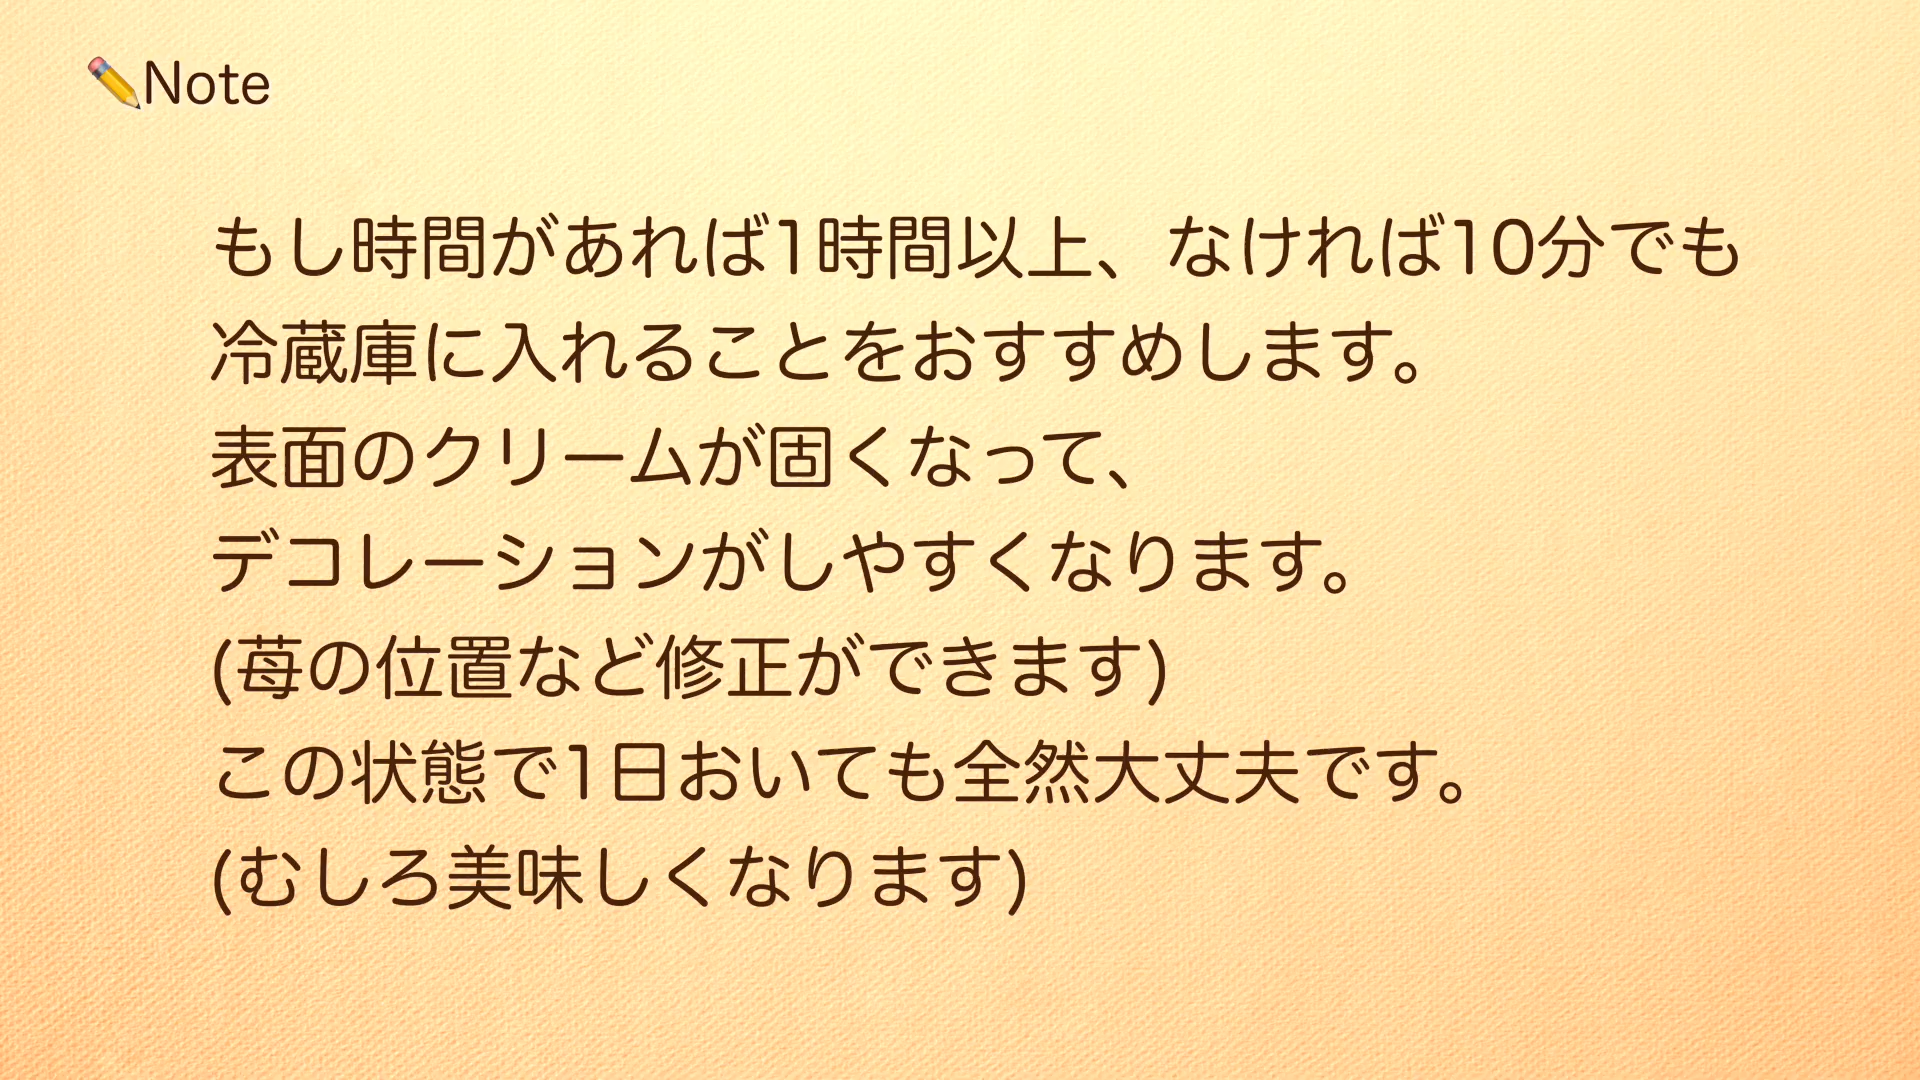 ✏️Note
もし時間があれば1時間以上、なければ10分でも
冷蔵庫に入れることをおすすめします。
表面のクリームが固くなって、
デコレーションがしやすくなります。
(苺の位置など修正ができます)
この状態で1日おいても全然大丈夫です。
(むしろ美味しくなります)